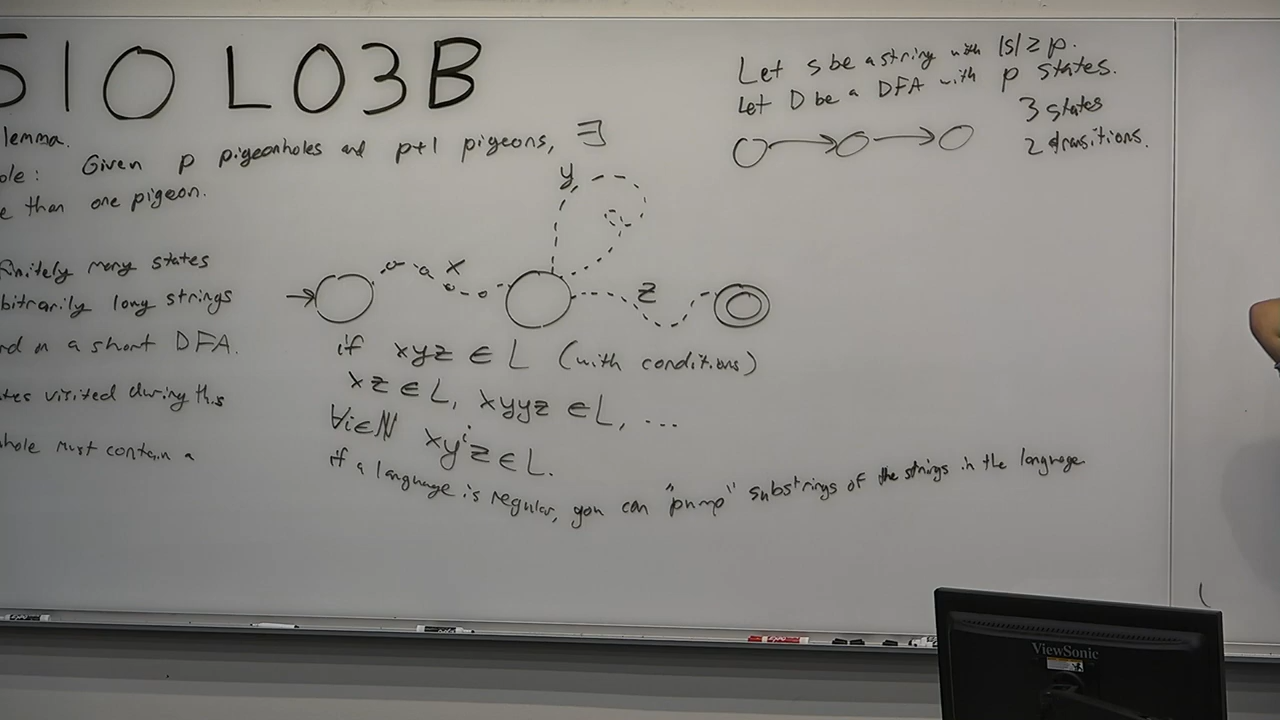 510 L03B
lemma.
ole: Given p pigeonholes and p+1 pigeons, ∃
e than one pigeon.
finitely many states
bitrarily long strings
rd on a short DFA.
tes visited during this
hole must contain a
y
x
z
if xyz ∈ L (with conditions)
xz ∈ L, xyyz ∈ L, ...
∀i∈ℕ xyⁱz ∈ L.
if a language is regular, you can "pump" substrings of the strings in the language
Let s be a string with |s| ≥ p.
Let D be a DFA with p states.
3 states
2 transitions.
ViewSonic